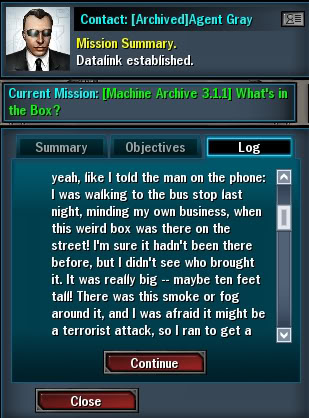 Contact: [Archived]Agent Gray
Mission Summary.
Datalink established.
Current Mission: [Machine Archive 3.1.1] What's in
the Box?
Summary
Objectives
Log
yeah, like I told the man on the phone:
I was walking to the bus stop last
night, minding my own business, when
this weird box was there on the
street! I'm sure it hadn't been there
before, but I didn't see who brought
it. It was really big -- maybe ten feet
tall! There was this smoke or fog
around it, and I was afraid it might be
a terrorist attack, so I ran to get a
Continue
Close